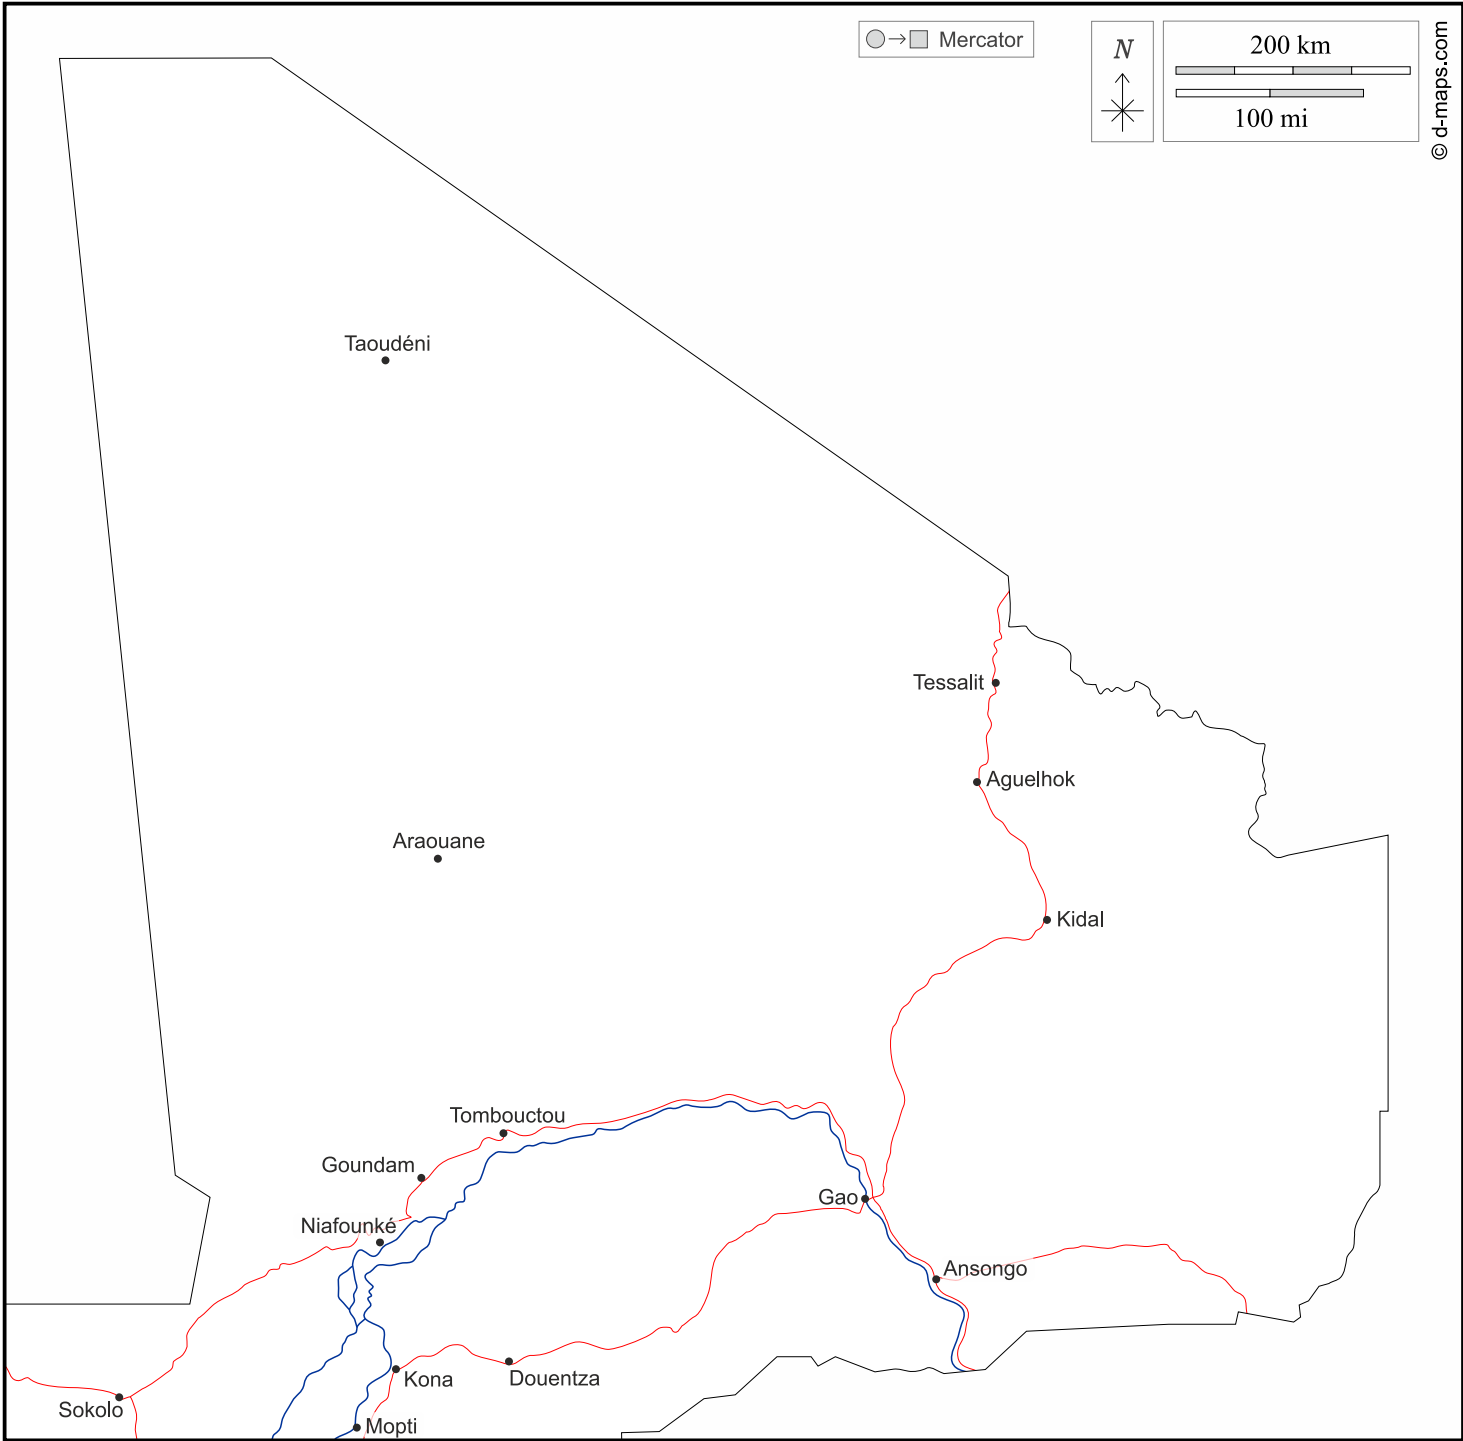 Mercator
N
200 km
100 mi
© d-maps.com
Taoudéni
Tessalit
Aguelhok
Araouane
Kidal
Tombouctou
Goundam
Gao
Niafounké
Ansongo
Kona
Douentza
Sokolo
Mopti